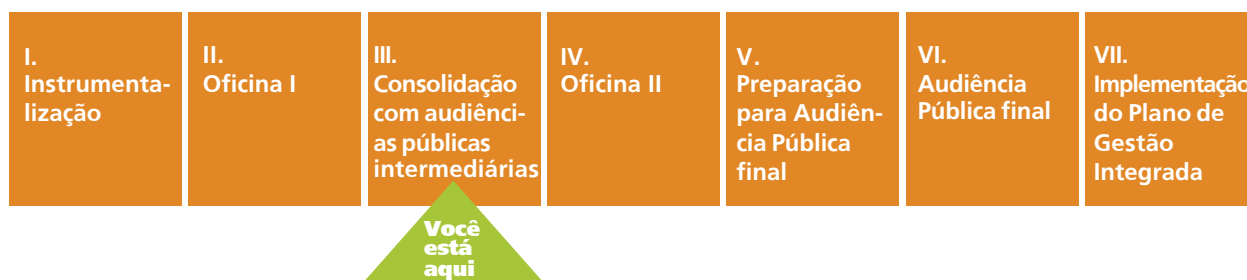 I.
Instrumenta-
lização
II.
Oficina I
III.
Consolidação
com audiênci-
as públicas
intermediárias
IV.
Oficina II
V.
Preparação
para Audiên-
cia Pública
final
VI.
Audiência
Pública final
VII.
Implementação
do Plano de
Gestão
Integrada
Você
está
aqui